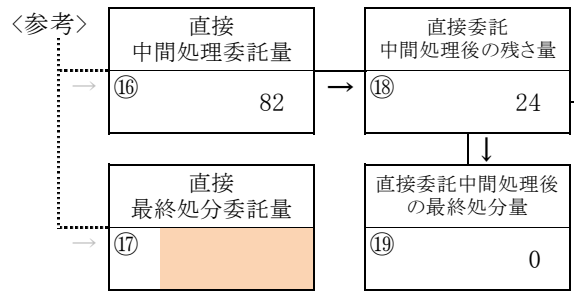 <参考>
直接
中間処理委託量
→
⑯
82
→
直接委託
中間処理後の残さ量
⑱
24
↓
直接
最終処分委託量
→
⑰
直接委託中間処理後
の最終処分量
⑲
0